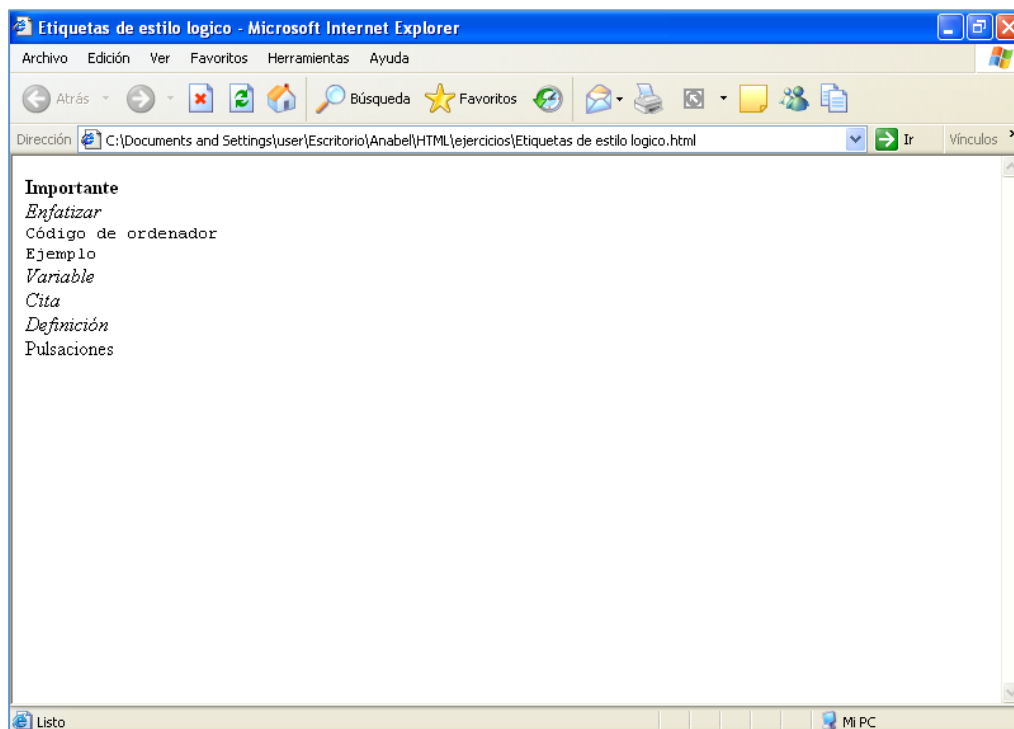 Etiquetas de estilo logico - Microsoft Internet Explorer
Archivo Edición Ver Favoritos Herramientas Ayuda
Atrás Búsqueda Favoritos
Dirección C:\Documents and Settings\user\Escritorio\Anabel\HTML\ejercicios\Etiquetas de estilo logico.html Ir Vínculos »
Importante
Enfatizar
Código de ordenador
Ejemplo
Variable
Cita
Definición
Pulsaciones
Listo Mi PC